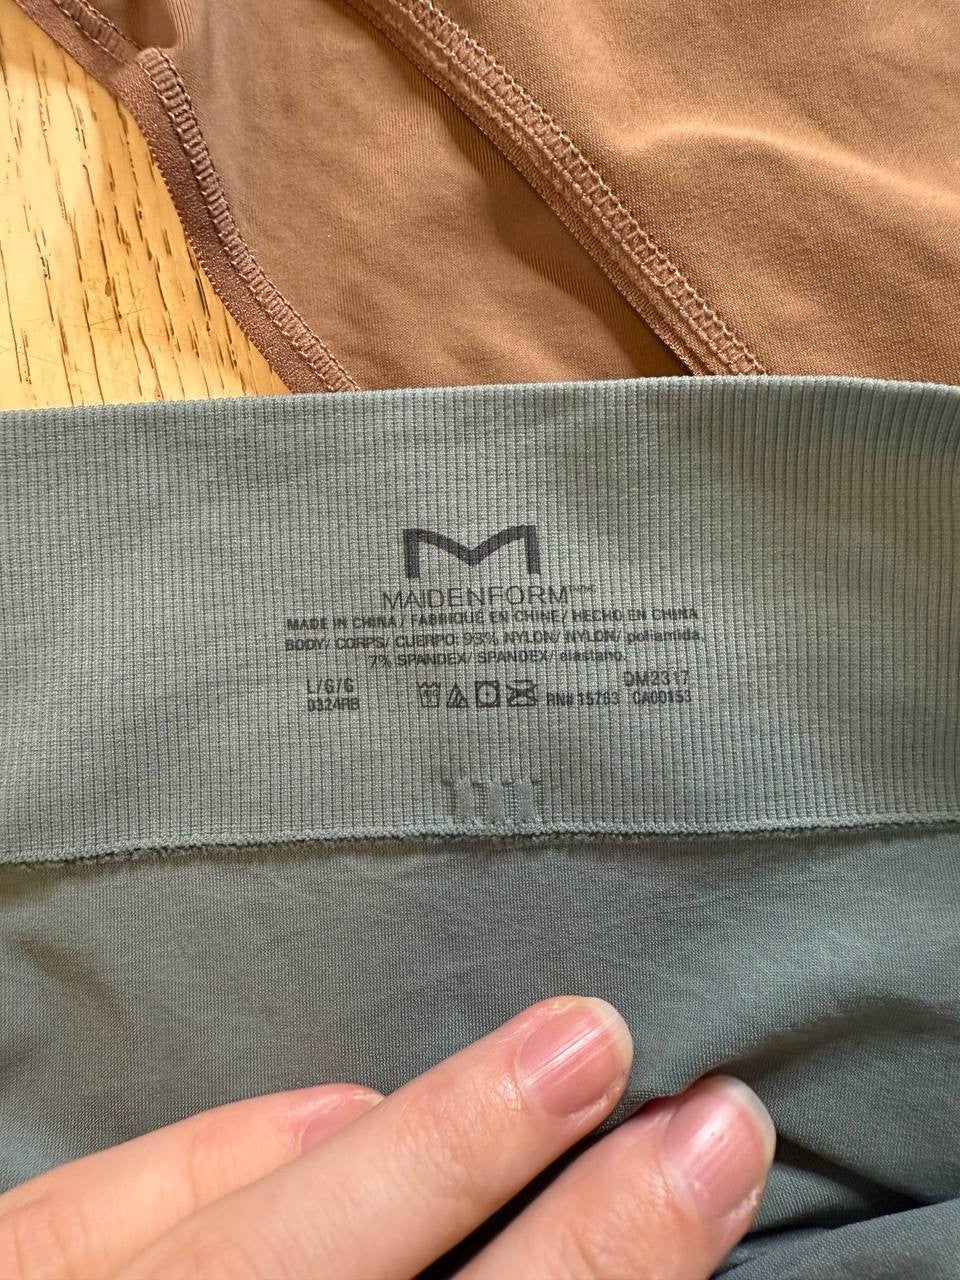 M
MAIDENFORM
MADE IN CHINA/ FABRIQUÉ EN CHINE/ HECHO EN CHINA
BODY/ CORPS/ CUERPO: 93% NYLON/ NYLON/ poliamida,
7% SPANDEX/ SPANDEX/ elastano.
L/G/G DM2317
0324RB RN# 15763 CA00153